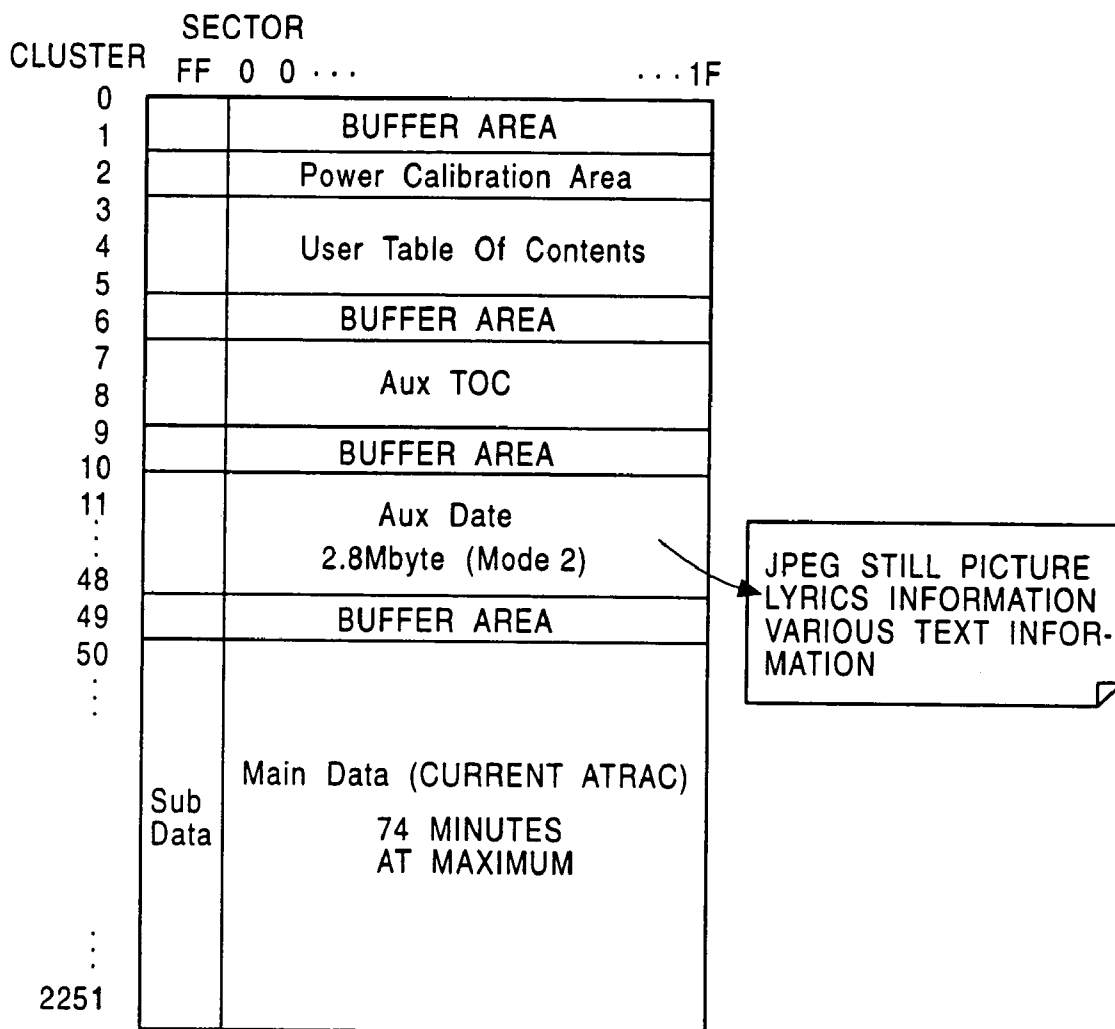 SECTOR
CLUSTER
FF 0 0 ··· ···1F
0
1
BUFFER AREA
2
Power Calibration Area
3
4
User Table Of Contents
5
6
BUFFER AREA
7
8
Aux TOC
9
10
BUFFER AREA
11
Aux Date
2.8Mbyte (Mode 2)
48
49
BUFFER AREA
50
JPEG STILL PICTURE
LYRICS INFORMATION
VARIOUS TEXT INFOR-
MATION
Main Data (CURRENT ATRAC)
74 MINUTES
AT MAXIMUM
Sub
Data
2251